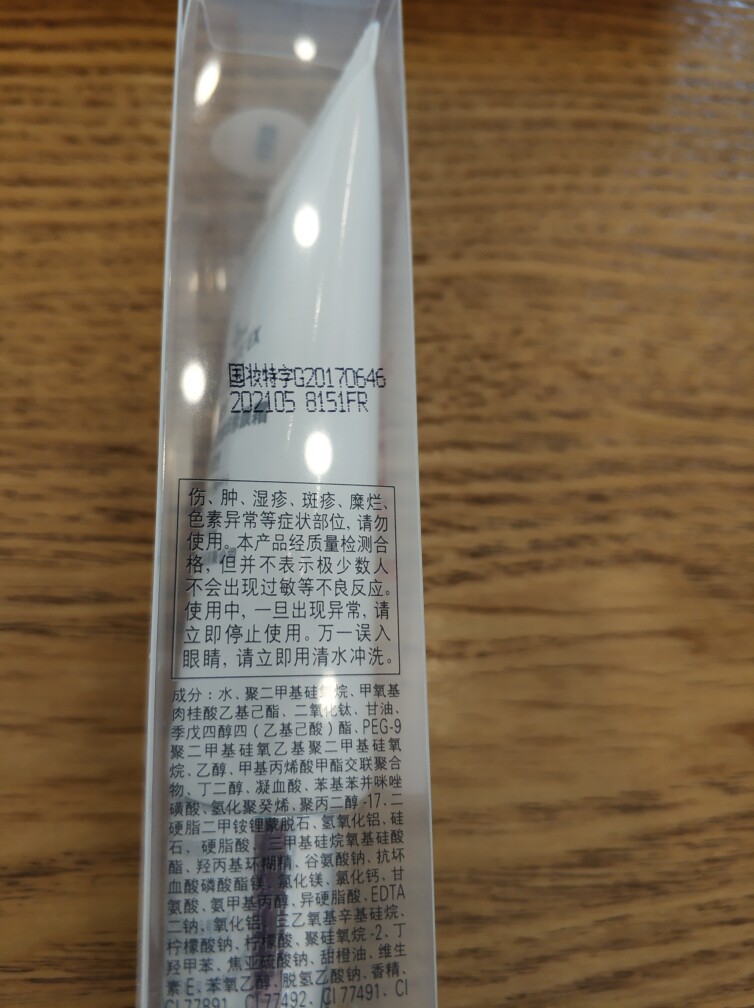 国妆特字G20170646
202105 8151FR
伤、肿、湿疹、斑疹、糜烂、
色素异常等症状部位, 请勿
使用。本产品经质量检测合
格, 但并不表示极少数人
不会出现过敏等不良反应。
使用中, 一旦出现异常, 请
立即停止使用。万一误入
眼睛, 请立即用清水冲洗。
成分: 水、聚二甲基硅氧烷、甲氧基
肉桂酸乙基己酯、二氧化钛、甘油、
季戊四醇四(乙基己酸)酯、PEG-9
聚二甲基硅氧乙基聚二甲基硅氧
烷、乙醇、甲基丙烯酸甲酯交联聚合
物、丁二醇、凝血酸、苯基苯并咪唑
磺酸、氢化聚癸烯、聚丙二醇-17、二
硬脂二甲铵锂蒙脱石、氢氧化铝、硅
石、硬脂酸、三甲基硅烷氧基硅酸
酯、羟丙基环糊精、谷氨酸钠、抗坏
血酸磷酸酯镁、氯化镁、氯化钙、甘
氨酸、氨甲基丙醇、异硬脂酸、EDTA
二钠、氧化铝、三乙氧基辛基硅烷、
柠檬酸钠、柠檬酸、聚硅氧烷-2、丁
羟甲苯、焦亚硫酸钠、甜橙油、维生
素E、苯氧乙醇、脱氢乙酸钠、香精、
CI 77891、CI 77492、CI 77491、CI